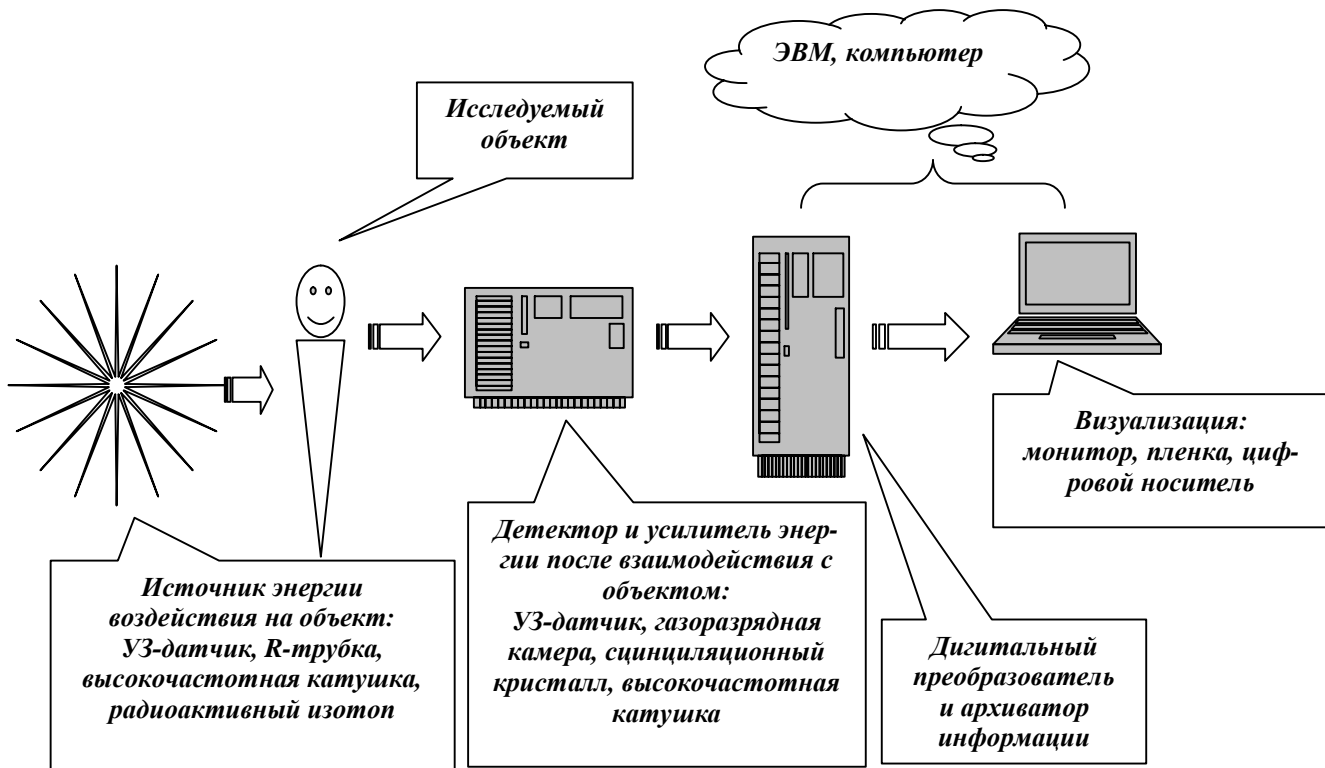 ЭВМ, компьютер
Исследуемый
объект
Визуализация:
монитор, пленка, циф-
ровой носитель
Детектор и усилитель энер-
гии после взаимодействия с
объектом:
УЗ-датчик, газоразрядная
камера, сцинциляционный
кристалл, высокочастотная
катушка
Источник энергии
воздействия на объект:
УЗ-датчик, R-трубка,
высокочастотная катушка,
радиоактивный изотоп
Дигитальный
преобразователь
и архиватор
информации